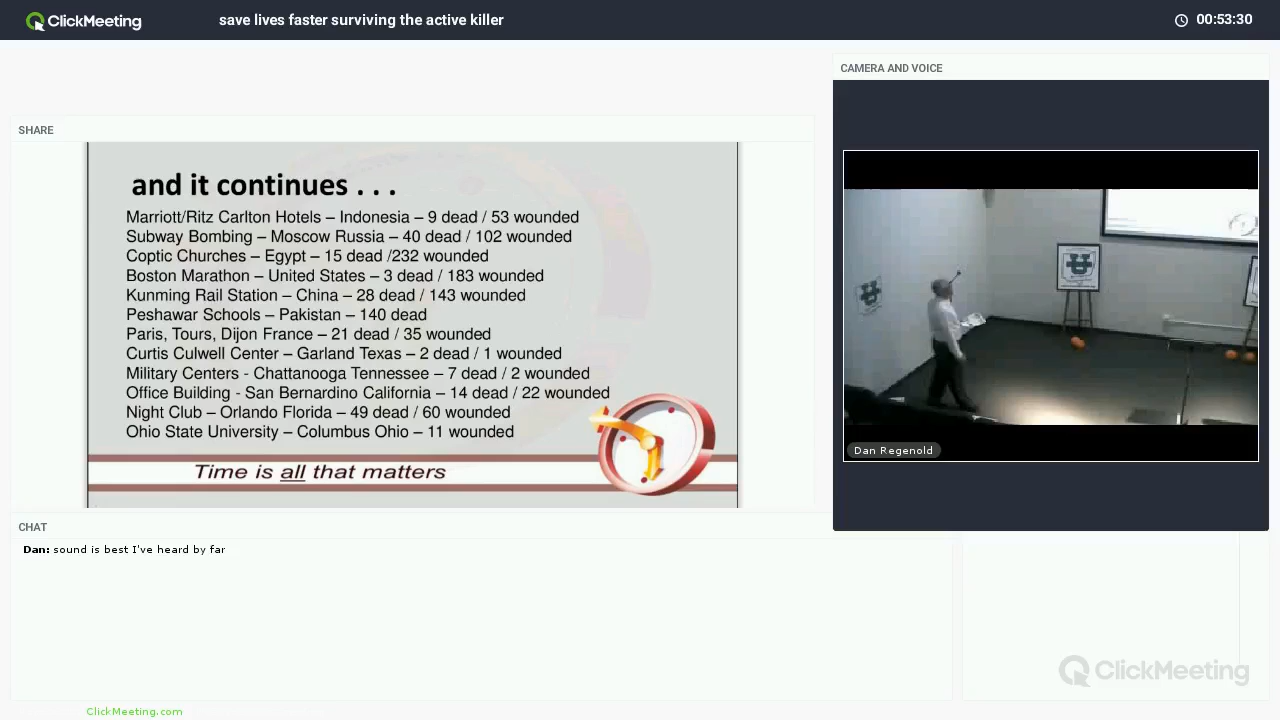 ClickMeeting
save lives faster surviving the active killer
00:53:30
CAMERA AND VOICE
SHARE
and it continues . . .
Marriott/Ritz Carlton Hotels – Indonesia – 9 dead / 53 wounded
Subway Bombing – Moscow Russia – 40 dead / 102 wounded
Coptic Churches – Egypt – 15 dead /232 wounded
Boston Marathon – United States – 3 dead / 183 wounded
Kunming Rail Station – China – 28 dead / 143 wounded
Peshawar Schools – Pakistan – 140 dead
Paris, Tours, Dijon France – 21 dead / 35 wounded
Curtis Culwell Center – Garland Texas – 2 dead / 1 wounded
Military Centers - Chattanooga Tennessee – 7 dead / 2 wounded
Office Building - San Bernardino California – 14 dead / 22 wounded
Night Club – Orlando Florida – 49 dead / 60 wounded
Ohio State University – Columbus Ohio – 11 wounded
Time is all that matters
Dan Regenold
CHAT
Dan: sound is best I've heard by far
ClickMeeting
ClickMeeting.com